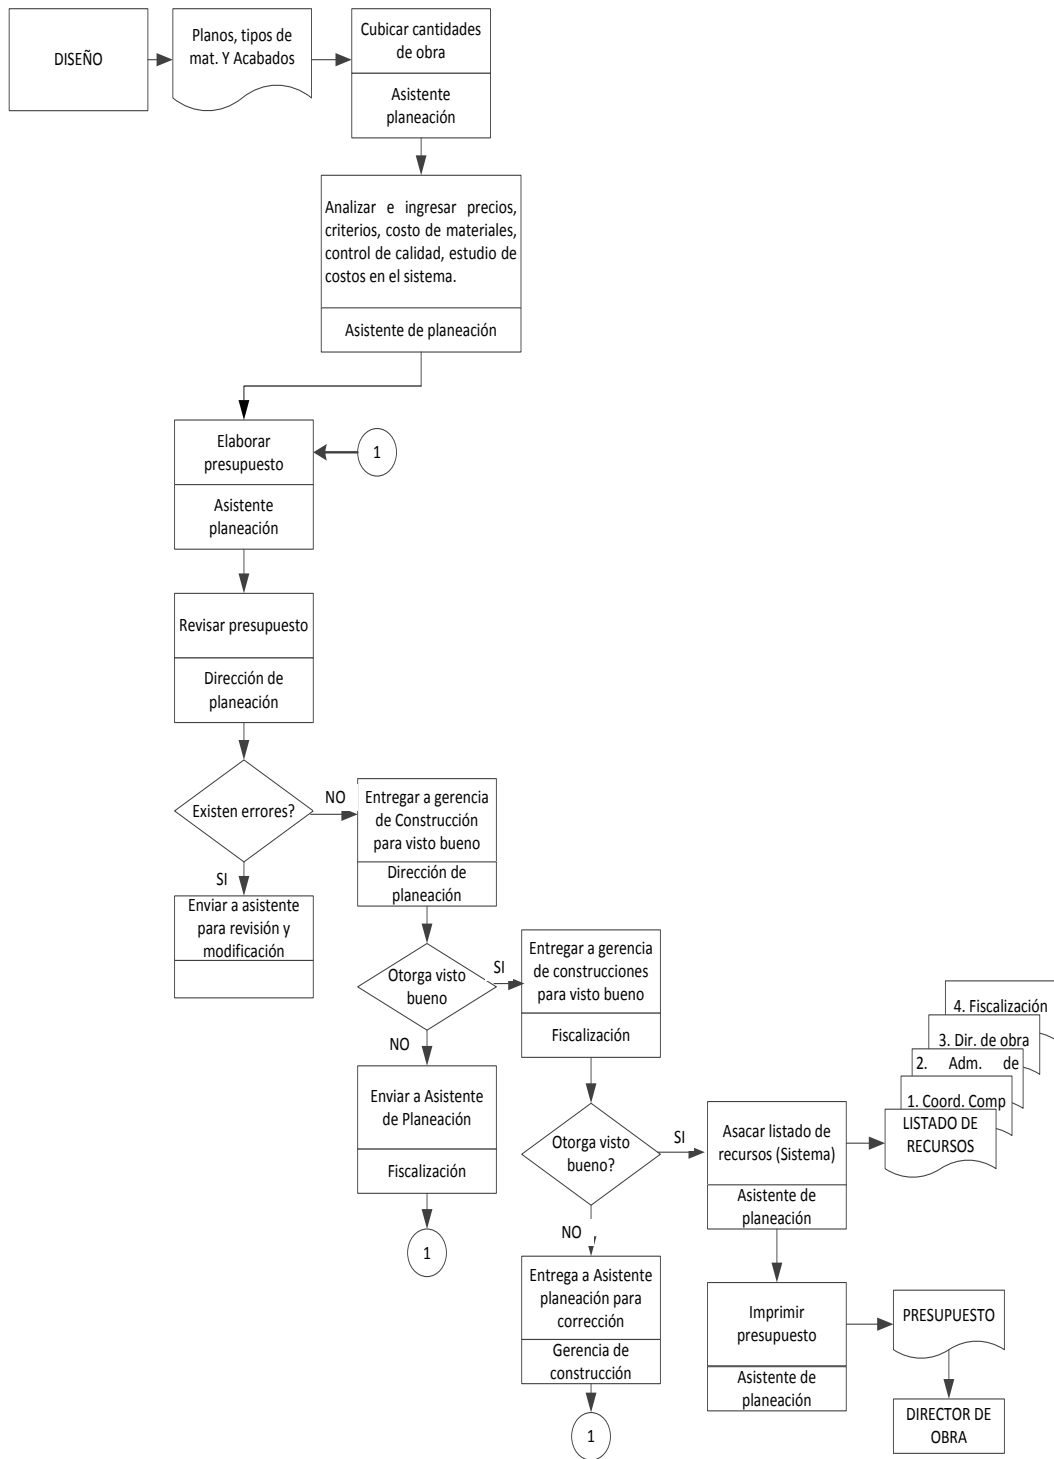 DISEÑO
Planos, tipos de
mat. Y Acabados
Cubicar cantidades
de obra
Asistente
planeación
Analizar e ingresar precios,
criterios, costo de materiales,
control de calidad, estudio de
costos en el sistema.
Asistente de planeación
Elaborar
presupuesto
1
Asistente
planeación
Revisar presupuesto
Dirección de
planeación
Existen errores?
NO
SI
Enviar a asistente
para revisión y
modificación
Entregar a gerencia
de Construcción
para visto bueno
Dirección de
planeación
Otorga visto
bueno
SI
NO
Enviar a Asistente
de Planeación
Fiscalización
1
Entregar a gerencia
de construcciones
para visto bueno
Fiscalización
Otorga visto
bueno?
SI
NO
Entrega a Asistente
planeación para
corrección
Gerencia de
construcción
1
Asacar listado de
recursos (Sistema)
Asistente de
planeación
4. Fiscalización
3. Dir. de obra
2. Adm. de
1. Coord. Comp
LISTADO DE
RECURSOS
Imprimir
presupuesto
Asistente de
planeación
PRESUPUESTO
DIRECTOR DE
OBRA